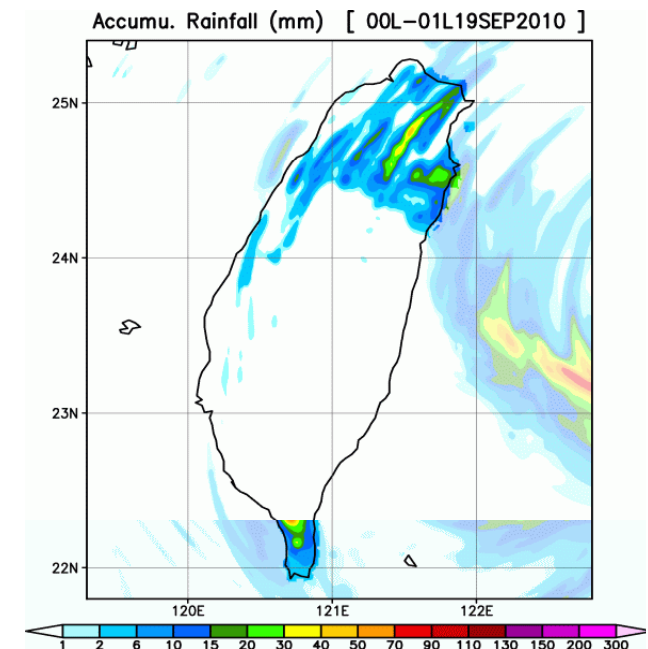 Accumu. Rainfall (mm) [ 00L-01L19SEP2010 ]
25N
24N
23N
22N
120E 121E 122E
1 2 6 10 15 20 30 40 50 70 90 110 130 150 200 300